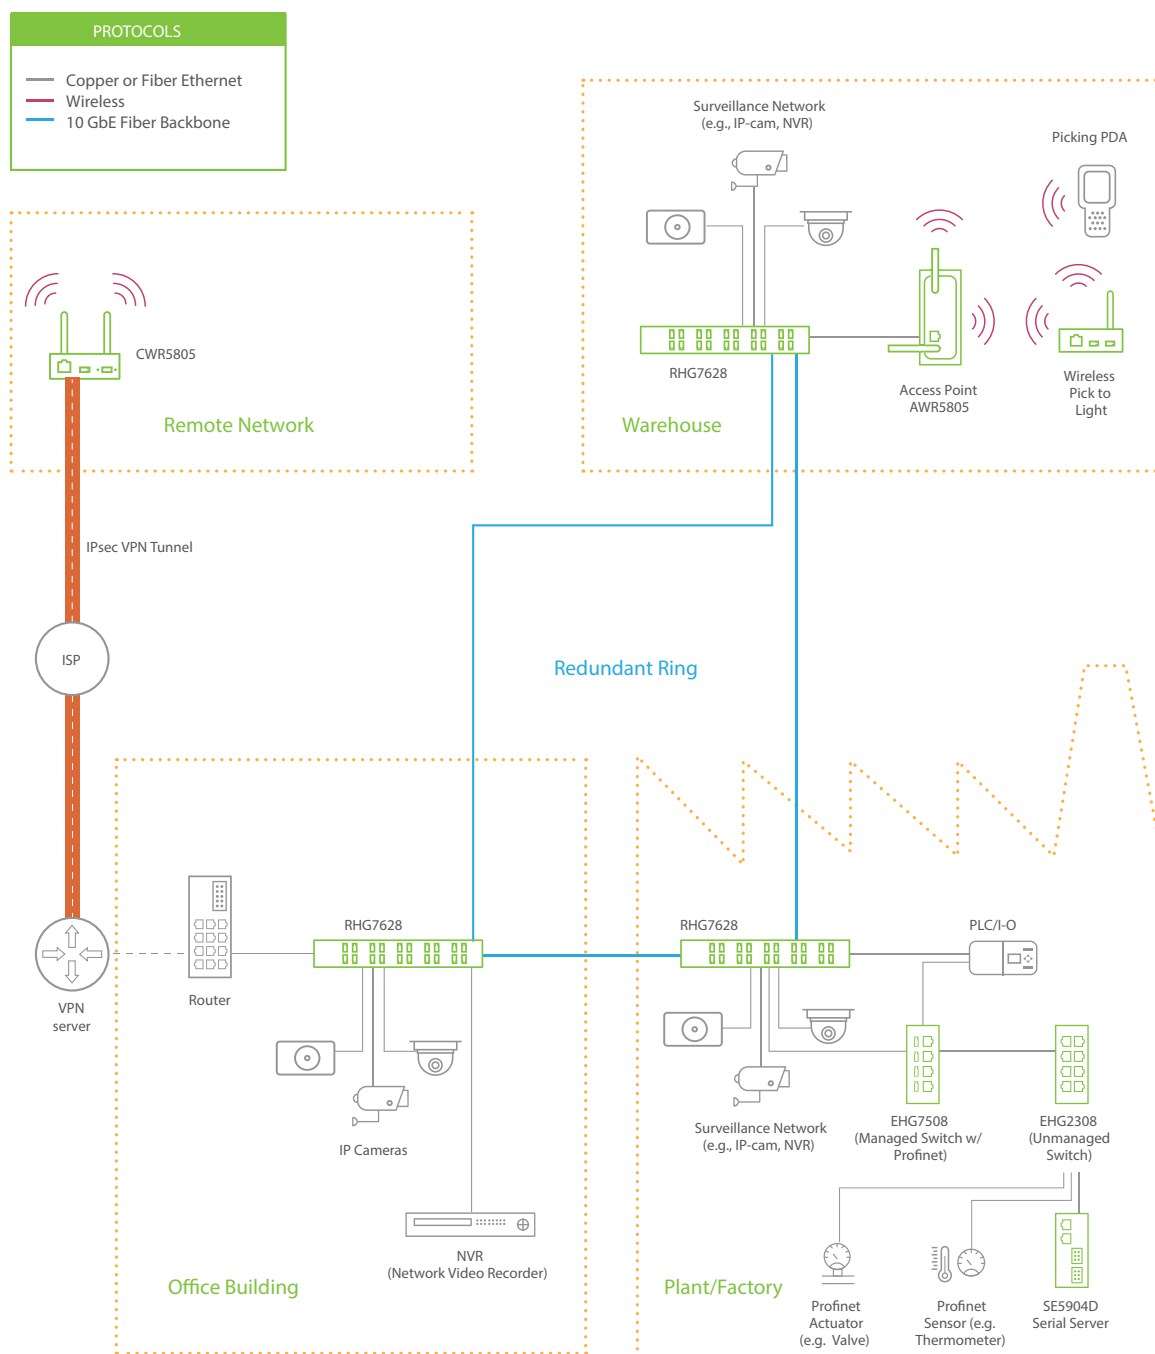 PROTOCOLS
Copper or Fiber Ethernet
Wireless
10 GbE Fiber Backbone
Surveillance Network
(e.g., IP-cam, NVR)
Picking PDA
CWR5805
RHG7628
Access Point
AWR5805
Wireless
Pick to
Light
Remote Network
Warehouse
IPsec VPN Tunnel
ISP
Redundant Ring
RHG7628
RHG7628
PLC/I-O
Router
VPN
server
IP Cameras
Surveillance Network
(e.g., IP-cam, NVR)
EHG7508
(Managed Switch w/
Profinet)
EHG2308
(Unmanaged
Switch)
NVR
(Network Video Recorder)
Office Building
Plant/Factory
Profinet
Actuator
(e.g. Valve)
Profinet
Sensor (e.g.
Thermometer)
SE5904D
Serial Server